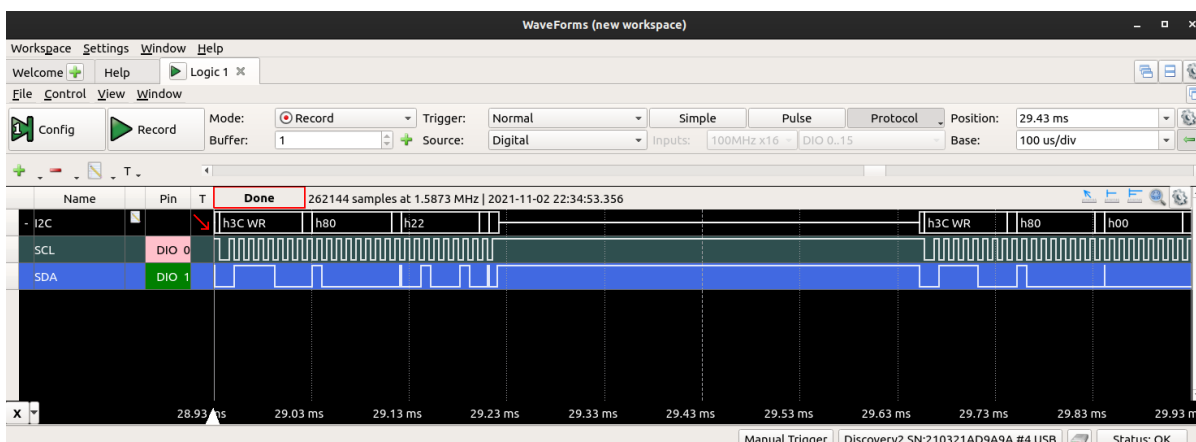 WaveForms (new workspace)
Workspace Settings Window Help
Welcome Help Logic 1
File Control View Window
Config Record Mode: Record Trigger: Normal Simple Pulse Protocol Position: 29.43 ms
Buffer: 1 Source: Digital Inputs: 100MHz x16 DIO 0..15 Base: 100 us/div
T
Name Pin T Done 262144 samples at 1.5873 MHz | 2021-11-02 22:34:53.356
I2C h3C WR h80 h22 h3C WR h80 h00
SCL DIO 0
SDA DIO 1
X 28.93 ms 29.03 ms 29.13 ms 29.23 ms 29.33 ms 29.43 ms 29.53 ms 29.63 ms 29.73 ms 29.83 ms 29.93 m
Manual Trigger Discovery2 SN:210321AD9A9A #4 USB Status: OK